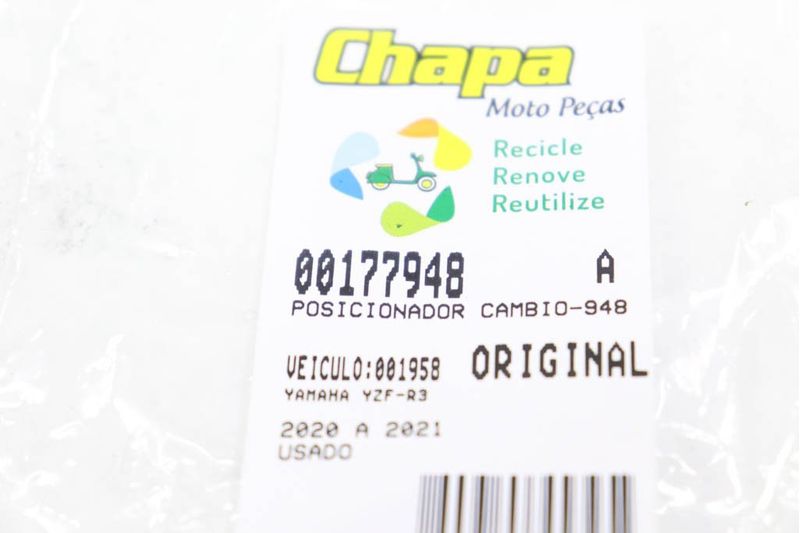 Chapa
Moto Peças
Recicle
Renove
Reutilize
00177948 A
POSICIONADOR CAMBIO-948
VEICULO:001958 ORIGINAL
YAMAHA YZF-R3
2020 A 2021
USADO